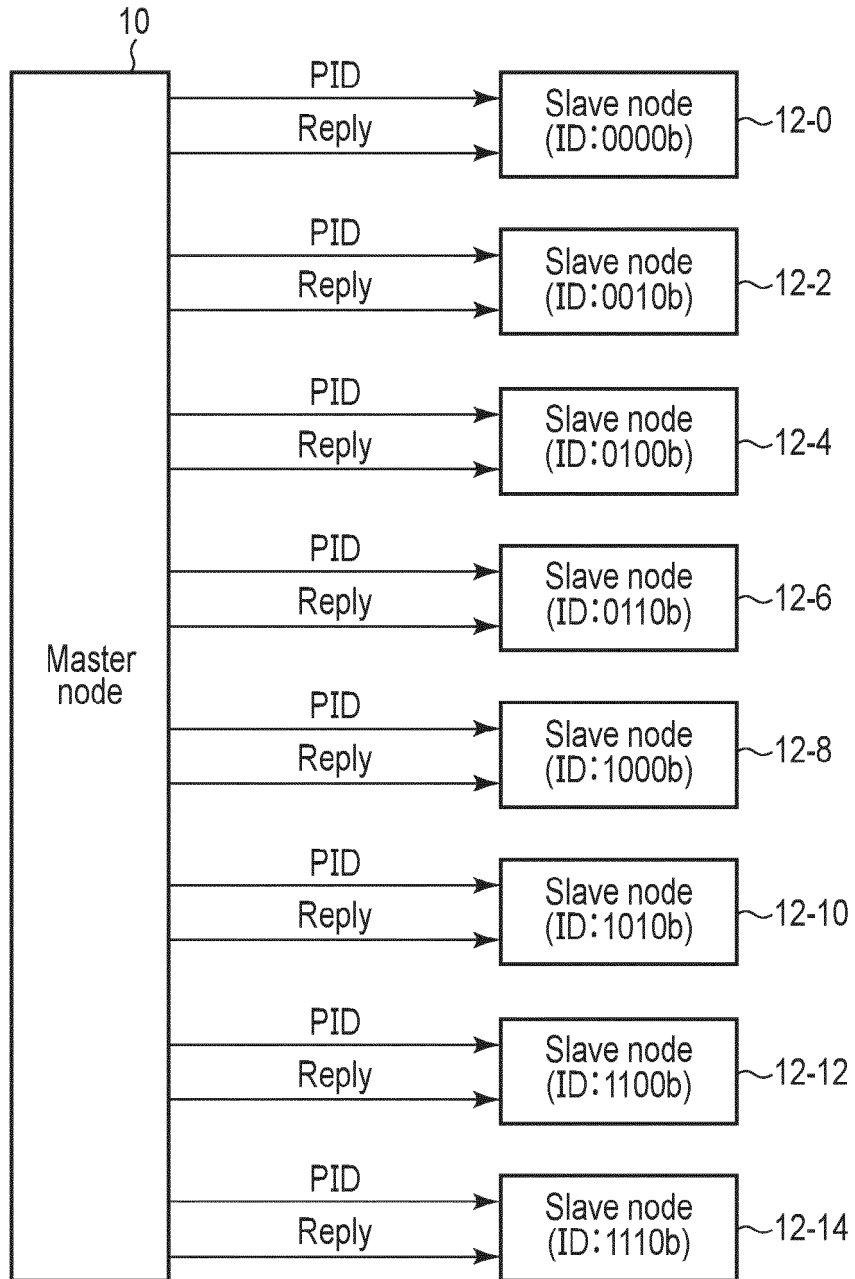 10
PID
Reply
Slave node
(ID:0000b)
12-0
PID
Reply
Slave node
(ID:0010b)
12-2
PID
Reply
Slave node
(ID:0100b)
12-4
PID
Reply
Slave node
(ID:0110b)
12-6
Master
node
PID
Reply
Slave node
(ID:1000b)
12-8
PID
Reply
Slave node
(ID:1010b)
12-10
PID
Reply
Slave node
(ID:1100b)
12-12
PID
Reply
Slave node
(ID:1110b)
12-14